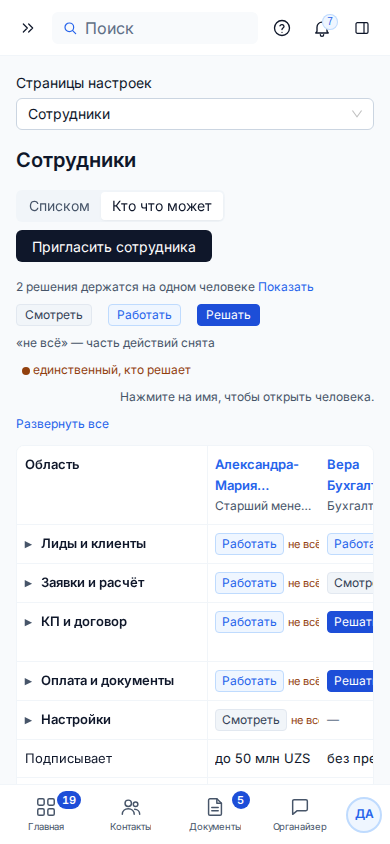 Поиск
7
Страницы настроек
Сотрудники
Сотрудники
Списком Кто что может
Пригласить сотрудника
2 решения держатся на одном человеке Показать
Смотреть Работать Решать
«не всё» — часть действий снята
единственный, кто решает
Нажмите на имя, чтобы открыть человека.
Развернуть все
Область Александра- Вера
Мария... Бухгалт
Старший мене... Бухгалт
Лиды и клиенты Работать не всё Работа
Заявки и расчёт Работать не всё Смотре
КП и договор Работать не всё Решат
Оплата и документы Работать не всё Решат
Настройки Смотреть не вс —
Подписывает до 50 млн UZS без пре
19 5
Главная Контакты Документы Органайзер ДА